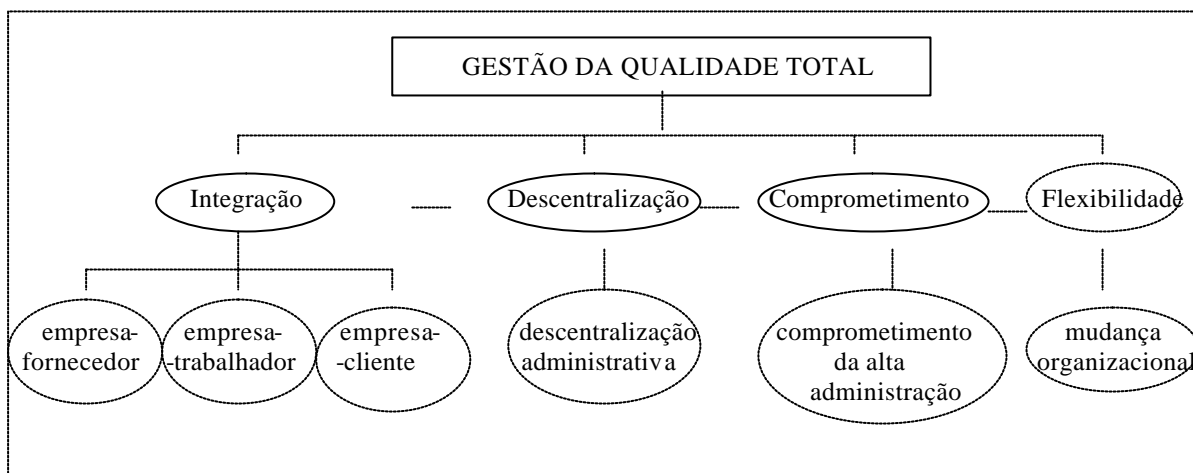 GESTÃO DA QUALIDADE TOTAL
Integração
Descentralização
Comprometimento
Flexibilidade
empresa-
fornecedor
empresa-
-trabalhador
empresa-
-cliente
descentralização
administrativa
comprometimento
da alta
administração
mudança
organizacional